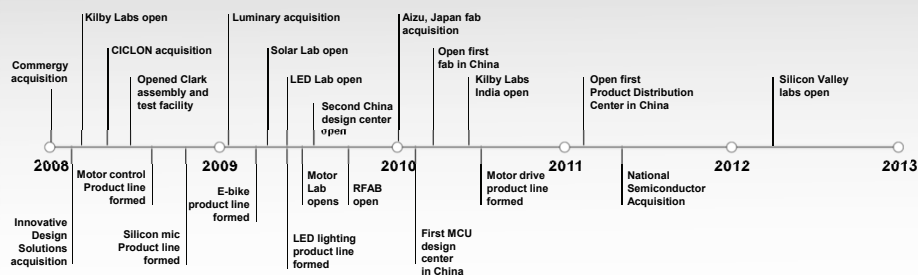 Kilby Labs open
Luminary acquisition
Aizu, Japan fab
acquisition
CICLON acquisition
Solar Lab open
Open first
fab in China
Commergy
acquisition
Opened Clark
assembly and
test facility
LED Lab open
Kilby Labs
India open
Open first
Product Distribution
Center in China
Silicon Valley
labs open
Second China
design center
open
2008
2009
2010
2011
2012
2013
Motor control
Product line
formed
E-bike
product line
formed
Motor
Lab
opens
RFAB
open
Motor drive
product line
formed
National
Semiconductor
Acquisition
Innovative
Design
Solutions
acquisition
Silicon mic
Product line
formed
LED lighting
product line
formed
First MCU
design
center
in China